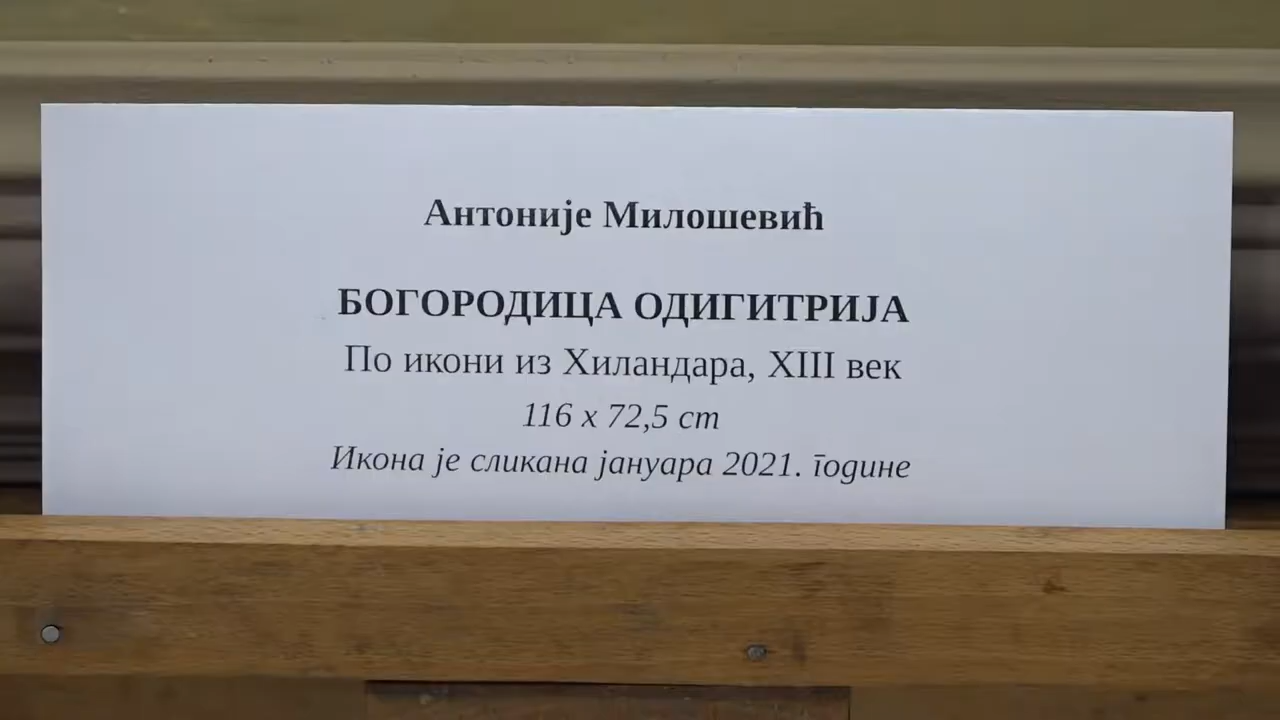 Антоније Милошевић
БОГОРОДИЦА ОДИГИТРИЈА
По икони из Хиландара, XIII век
116 x 72,5 cm
Икона је сликана јануара 2021. године